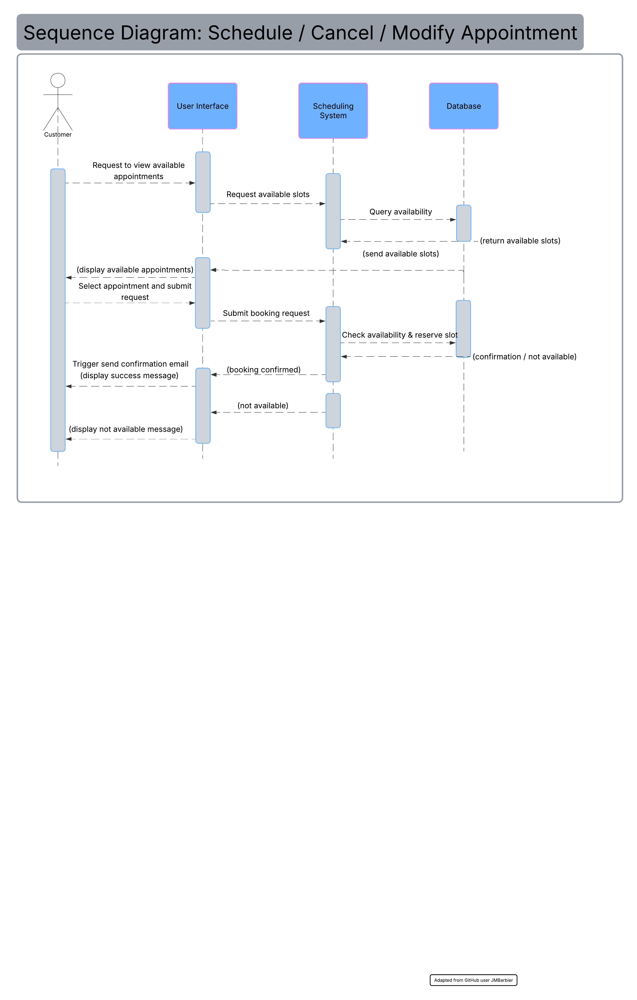 Sequence Diagram: Schedule / Cancel / Modify Appointment
User Interface
Scheduling
System
Database
Customer
Request to view available
appointments
Request available slots
Query availability
(return available slots)
(send available slots)
(display available appointments)
Select appointment and submit
request
Submit booking request
Check availability & reserve slot
(confirmation / not available)
Trigger send confirmation email
(display success message)
(booking confirmed)
(not available)
(display not available message)
Adapted from GitHub user JMBarbier